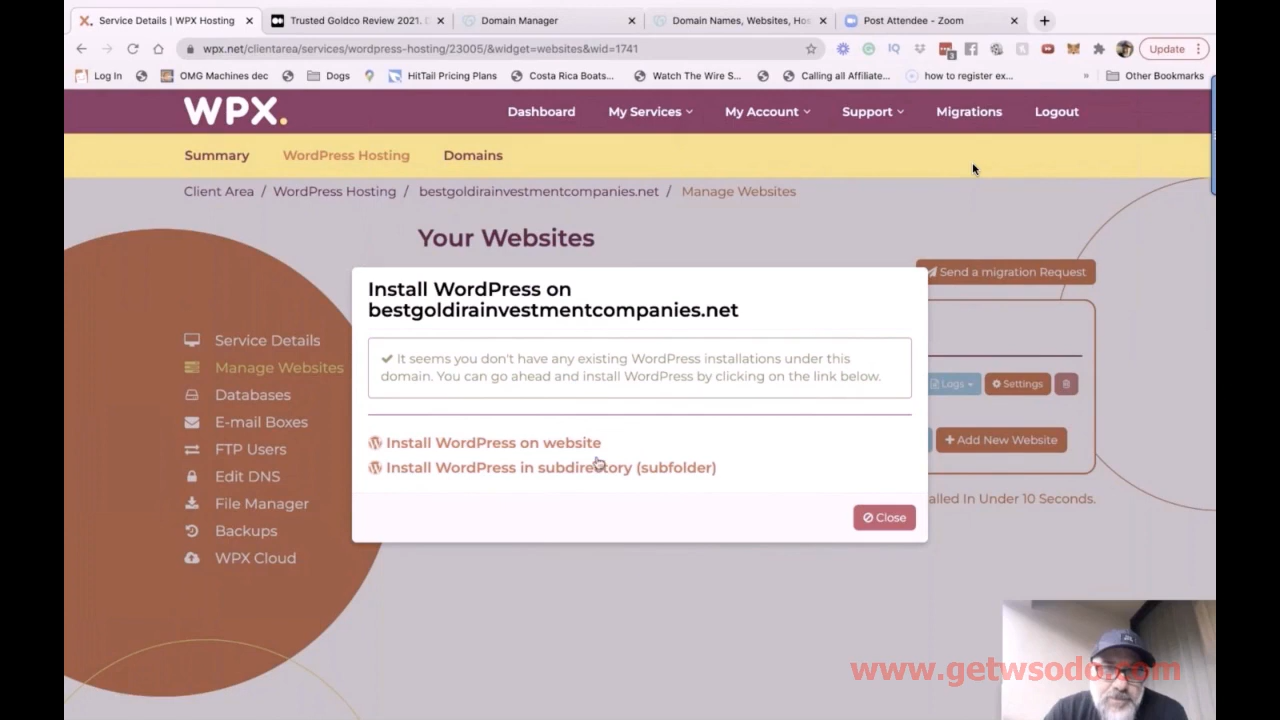 Service Details | WPX Hosting
Trusted Goldco Review 2021. D
Domain Manager
Domain Names, Websites, Hos
Post Attendee - Zoom
wpx.net/clientarea/services/wordpress-hosting/23005/&widget=websites&wid=1741
Update
Log In
OMG Machines dec
Dogs
HitTail Pricing Plans
Costa Rica Boats...
Watch The Wire S...
Calling all Affiliate...
how to register ex...
Other Bookmarks
WPX.
Dashboard
My Services
My Account
Support
Migrations
Logout
Summary
WordPress Hosting
Domains
Client Area / WordPress Hosting / bestgoldirainvestmentcompanies.net / Manage Websites
Your Websites
Send a migration Request
Install WordPress on
bestgoldirainvestmentcompanies.net
It seems you don't have any existing WordPress installations under this
domain. You can go ahead and install WordPress by clicking on the link below.
Install WordPress on website
Install WordPress in subdirectory (subfolder)
Close
Service Details
Manage Websites
Databases
E-mail Boxes
FTP Users
Edit DNS
File Manager
Backups
WPX Cloud
Logs
Settings
Add New Website
alled In Under 10 Seconds.
www.getwsodo.com